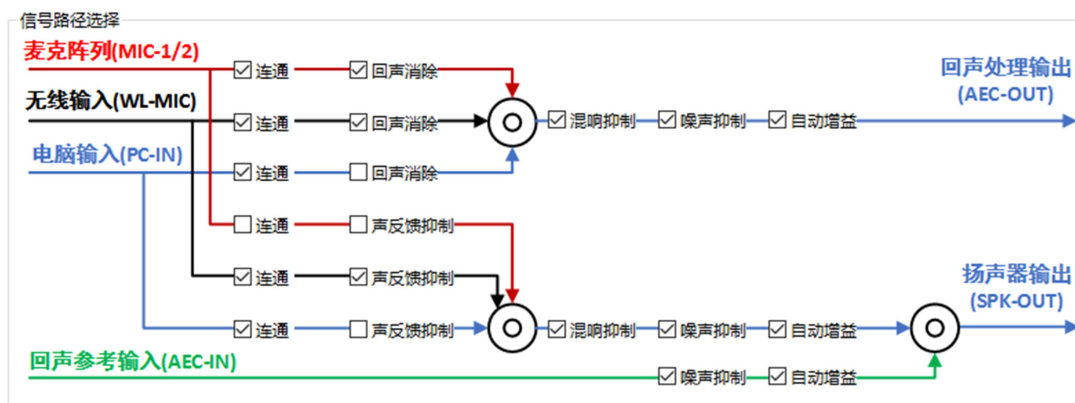 信号路径选择
麦克阵列(MIC-1/2)
连通 回声消除
回声处理输出
(AEC-OUT)
无线输入(WL-MIC)
连通 回声消除 混响抑制 噪声抑制 自动增益
电脑输入(PC-IN)
连通 回声消除
连通 声反馈抑制
连通 声反馈抑制
扬声器输出
(SPK-OUT)
连通 声反馈抑制 混响抑制 噪声抑制 自动增益
回声参考输入(AEC-IN)
噪声抑制 自动增益